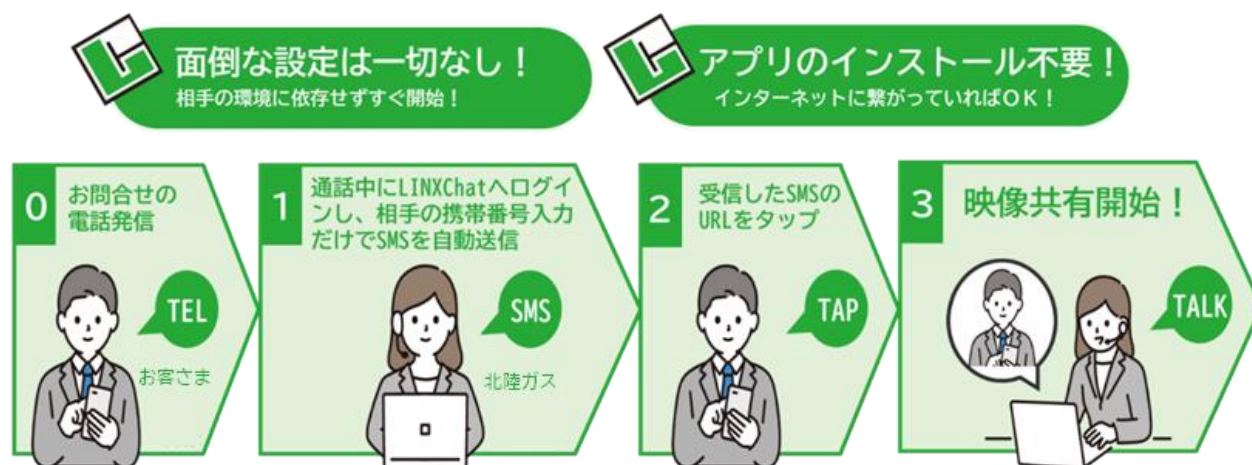 面倒な設定は一切なし！
相手の環境に依存せずすぐ開始！
アプリのインストール不要！
インターネットに繋がっていればＯＫ！
0
お問合せの
電話発信
TEL
お客さま
1
通話中にLINXChatへログイ
ンし、相手の携帯番号入力
だけでSMSを自動送信
SMS
北陸ガス
2
受信したSMSの
URLをタップ
TAP
3
映像共有開始！
TALK